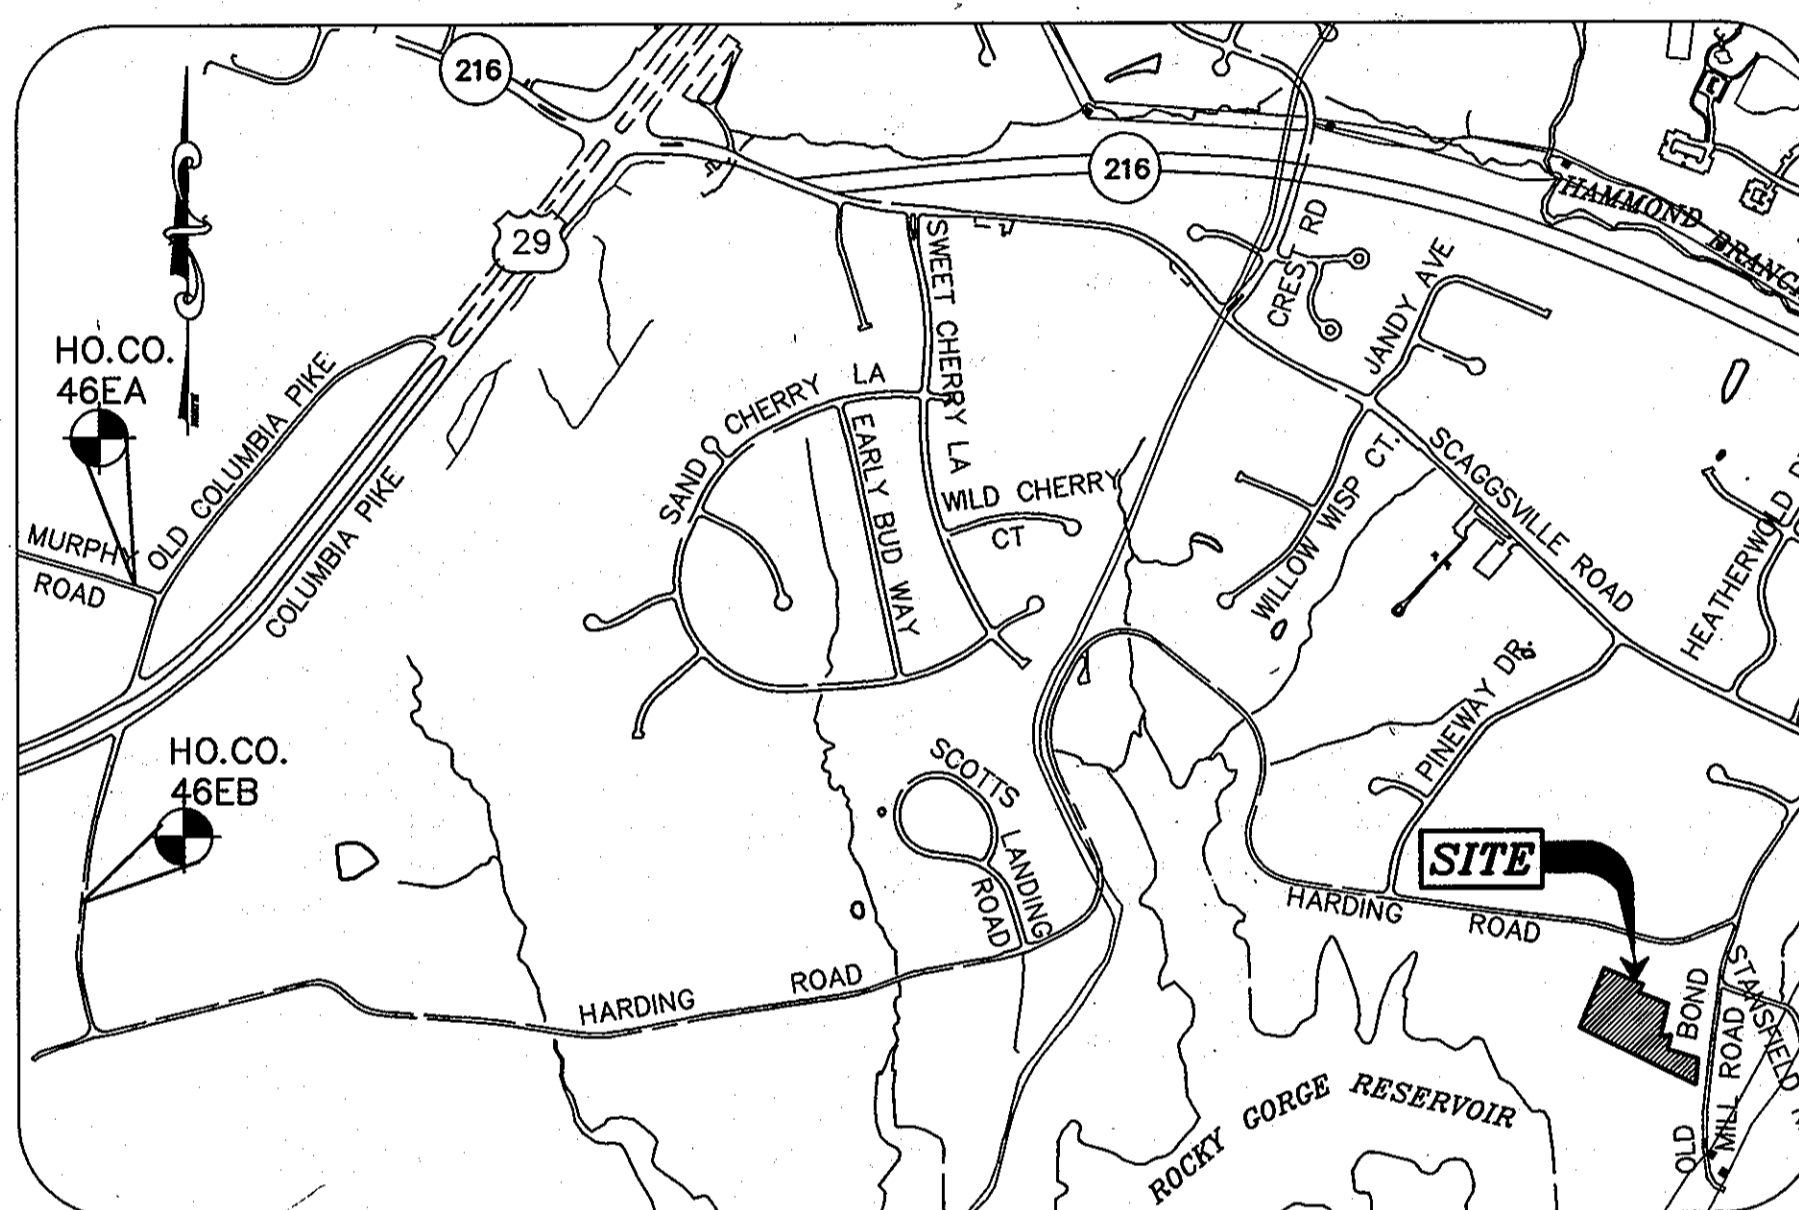 216
216
29
HAMMOND BRANCH
CREST RD
JANDY AVE
SWEET CHERRY LA
HO.CO.
46EA
OLD COLUMBIA PIKE
COLUMBIA PIKE
MURPHY
ROAD
SAND CHERRY LA
EARLY BUD WAY
WILD CHERRY
CT
WILLOW WISP CT.
SCAGGSVILLE ROAD
HEATHERWOLD
PINEWAY DR.
HO.CO.
46EB
SCOTTS LANDING
ROAD
SITE
HARDING ROAD
HARDING ROAD
OLD BOND
MILL ROAD
STANSFIELD
ROCKY GORGE RESERVOIR